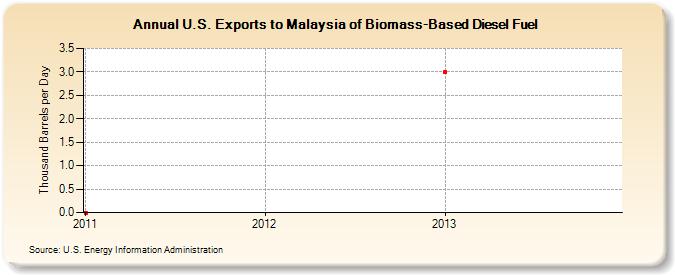 Annual U.S. Exports to Malaysia of Biomass-Based Diesel Fuel
Thousand Barrels per Day
3.5
3.0
2.5
2.0
1.5
1.0
0.5
0.0
2011 2012 2013
Source: U.S. Energy Information Administration